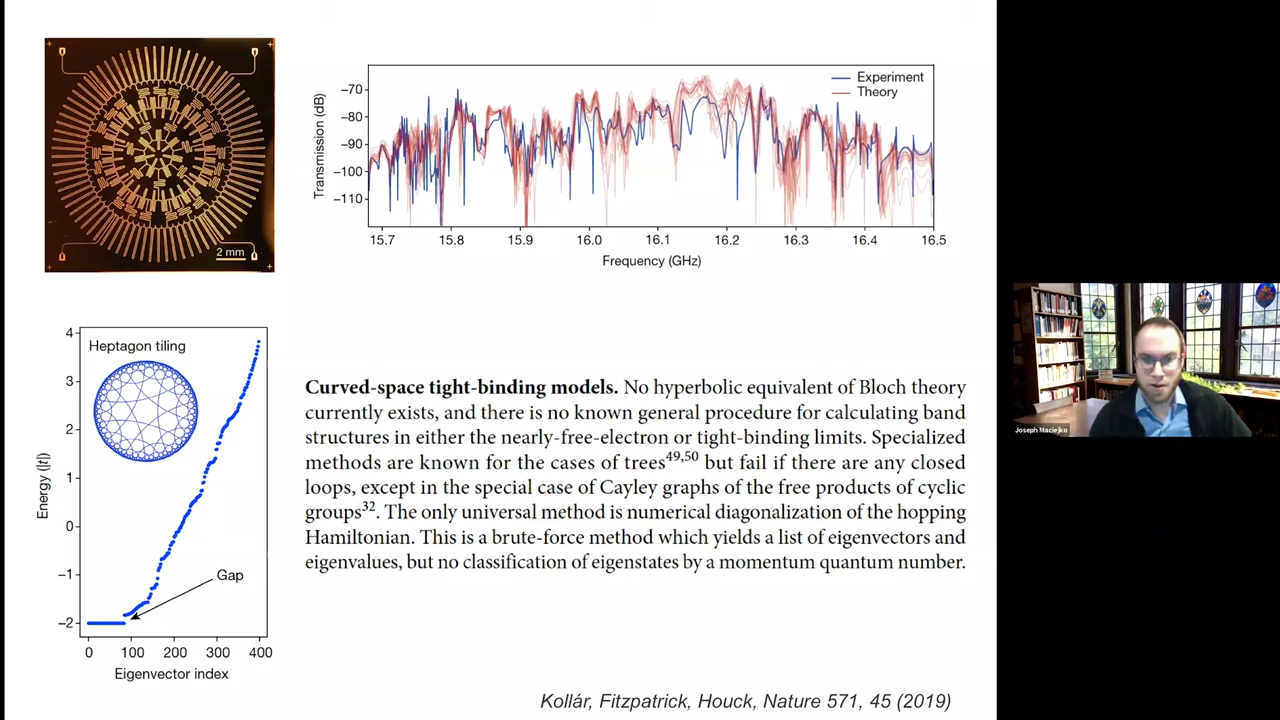 2 mm
−70
−80
−90
−100
−110
Transmission (dB)
Experiment
Theory
15.7 15.8 15.9 16.0 16.1 16.2 16.3 16.4 16.5
Frequency (GHz)
4
3
2
1
0
−1
−2
Energy (|t|)
Heptagon tiling
Gap
0 100 200 300 400
Eigenvector index
Curved-space tight-binding models. No hyperbolic equivalent of Bloch theory
currently exists, and there is no known general procedure for calculating band
structures in either the nearly-free-electron or tight-binding limits. Specialized
methods are known for the cases of trees49,50 but fail if there are any closed
loops, except in the special case of Cayley graphs of the free products of cyclic
groups32. The only universal method is numerical diagonalization of the hopping
Hamiltonian. This is a brute-force method which yields a list of eigenvectors and
eigenvalues, but no classification of eigenstates by a momentum quantum number.
Kollár, Fitzpatrick, Houck, Nature 571, 45 (2019)
Joseph Maciejko